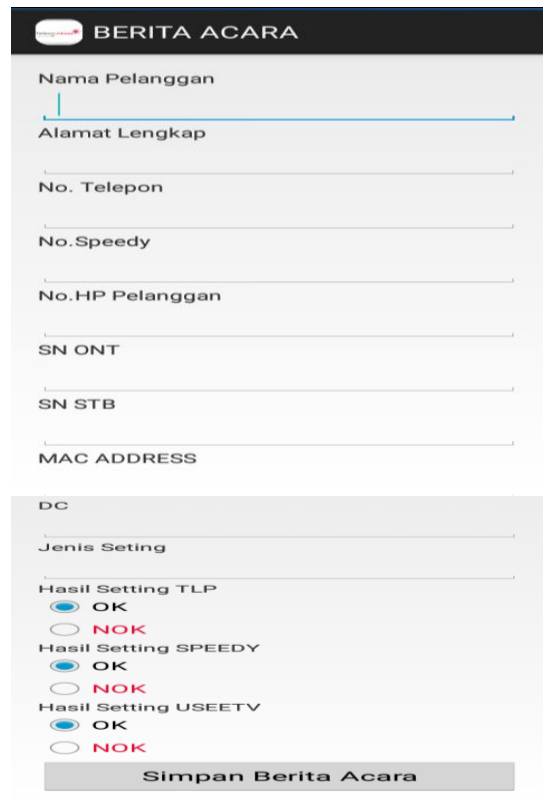 BERITA ACARA
Nama Pelanggan
Alamat Lengkap
No. Telepon
No.Speedy
No.HP Pelanggan
SN ONT
SN STB
MAC ADDRESS
DC
Jenis Seting
Hasil Setting TLP
OK
NOK
Hasil Setting SPEEDY
OK
NOK
Hasil Setting USEETV
OK
NOK
Simpan Berita Acara